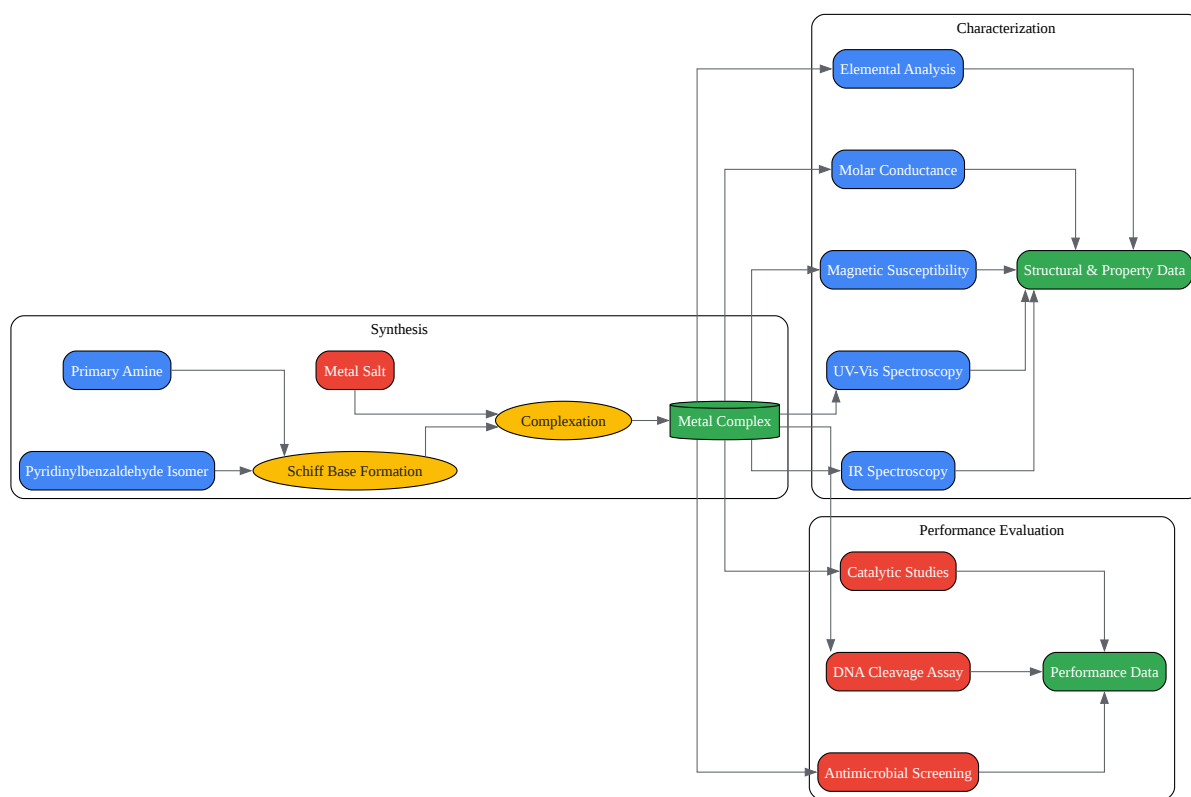 Characterization
Elemental Analysis
Molar Conductance
Magnetic Susceptibility
Structural & Property Data
UV-Vis Spectroscopy
IR Spectroscopy
Synthesis
Primary Amine
Metal Salt
Complexation
Metal Complex
Pyridinylbenzaldehyde Isomer
Schiff Base Formation
Performance Evaluation
Catalytic Studies
DNA Cleavage Assay
Performance Data
Antimicrobial Screening